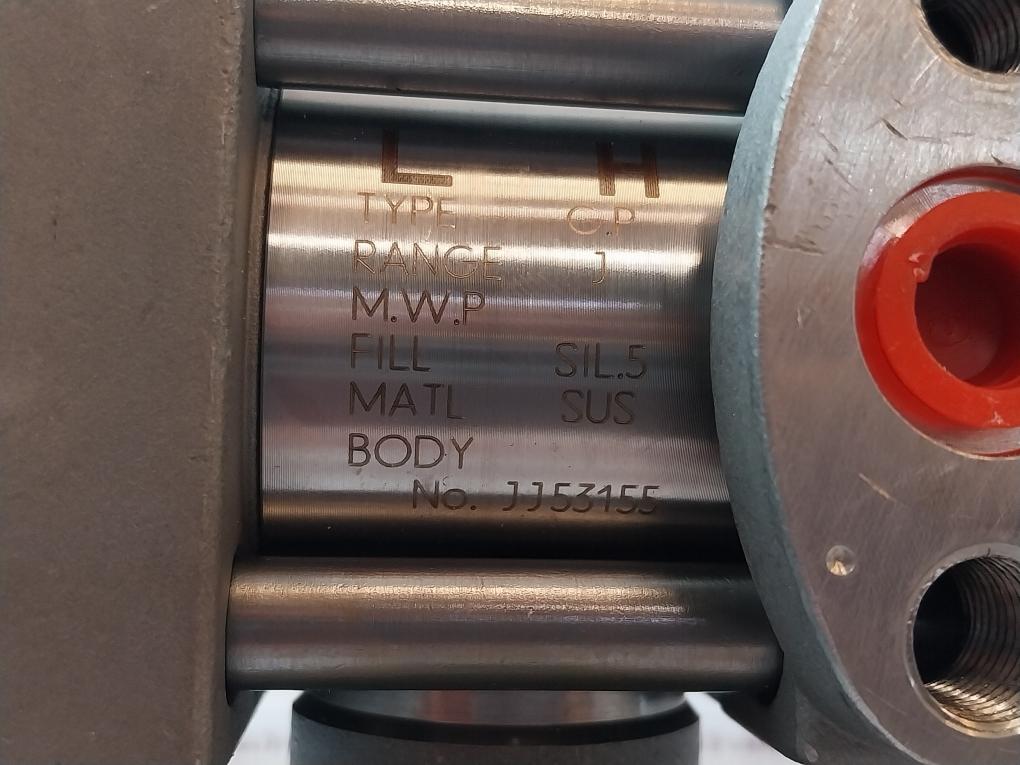 L H
TYPE G.P
RANGE J
M.W.P
FILL SIL.5
MATL SUS
BODY
No. JJ53155